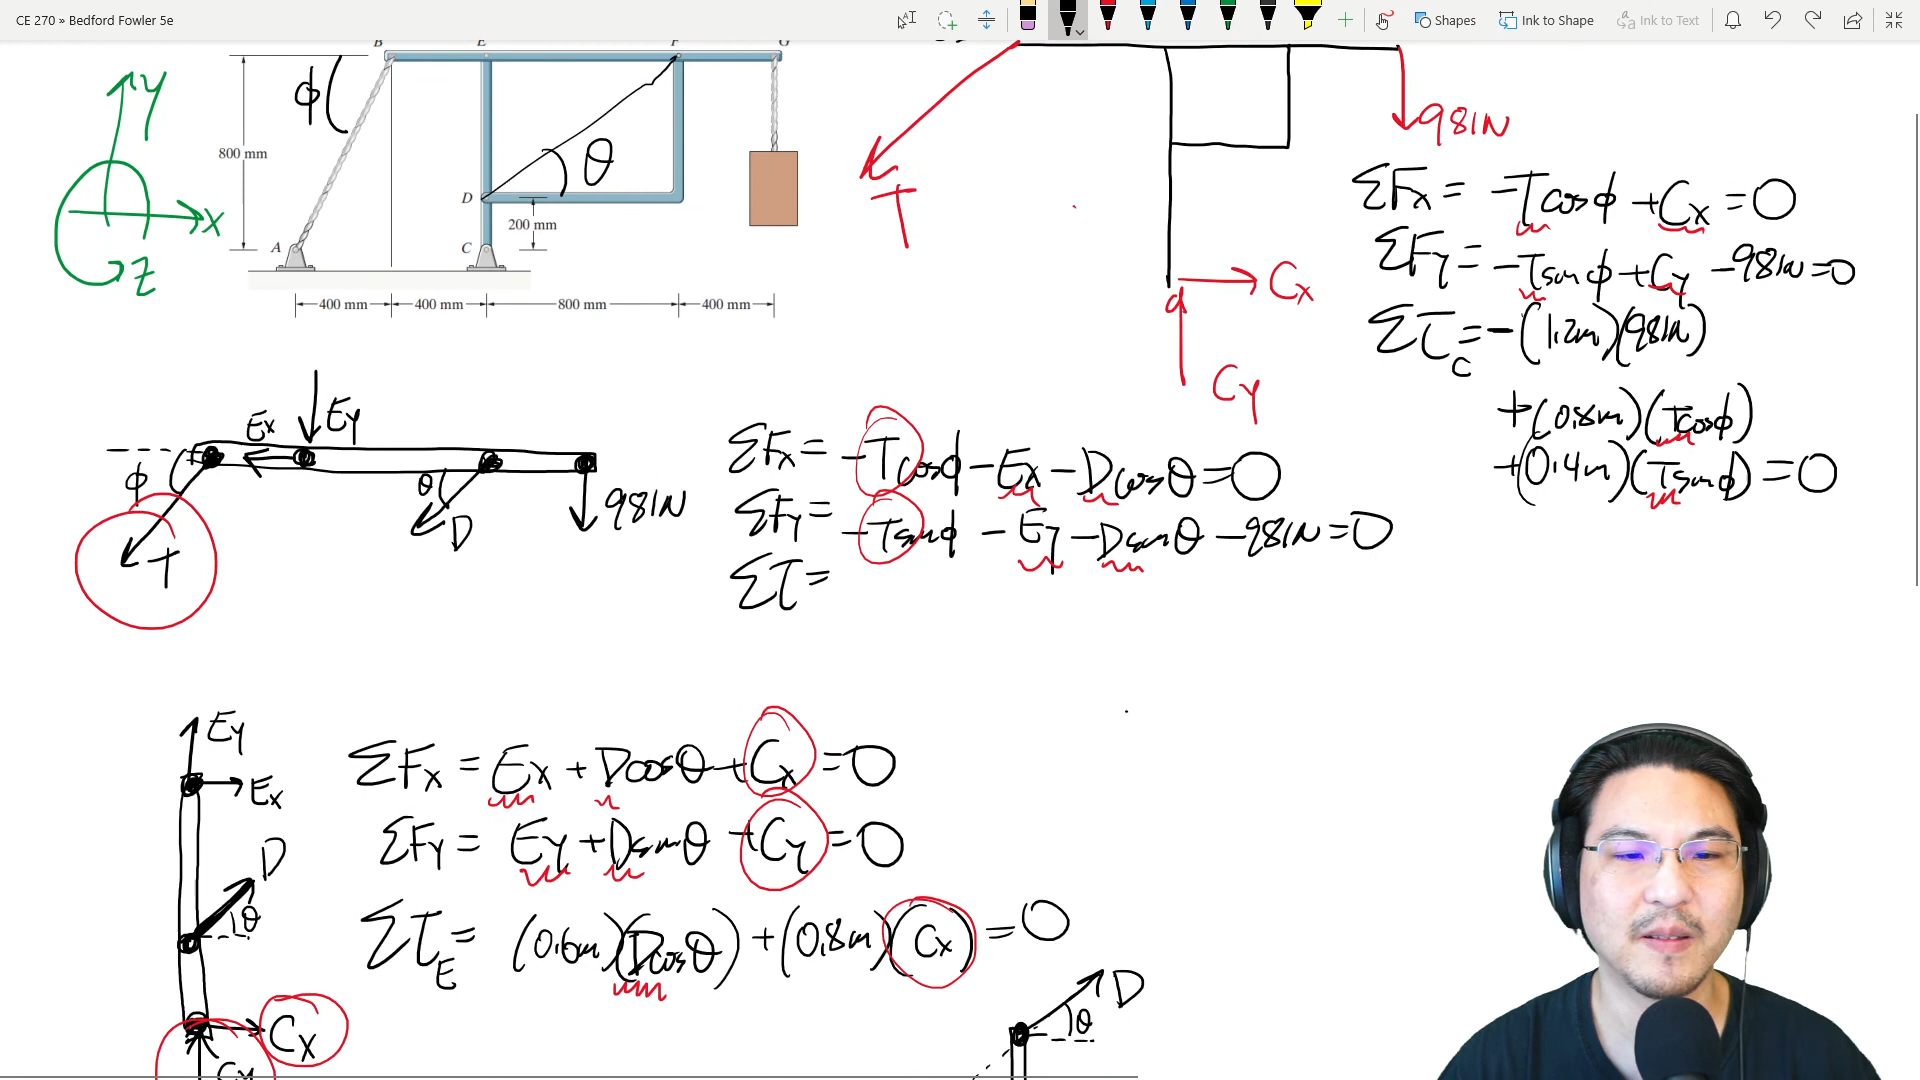 CE 270 » Bedford Fowler 5e
Shapes
Ink to Shape
Ink to Text
B E F G
ϕ
θ
800 mm
D
200 mm
A
C
400 mm 400 mm 800 mm 400 mm
Y
X
Z
T
981N
Cx
Cy
ΣFx = -Tcosϕ +Cx =0
ΣFy = -Tsinϕ +Cy -981N=0
Στc= -(1.2m)(981N)
+(0.8m)(Tcosϕ)
+(0.4m)(Tsinϕ) =0
Ex
Ey
ϕ
T
θ
D
981N
ΣFx= -Tcosϕ -Ex -Dcosθ =0
ΣFy= -Tsinϕ - Ey -Dsinθ -981N=0
Στ=
Ey
Ex
D
θ
Cx
Cy
ΣFx = Ex + Dcosθ +Cx =0
ΣFy = Ey +Dsinθ +Cy =0
ΣτE = (0.6m)(Dcosθ) +(0.8m)(Cx) =0
D
θ